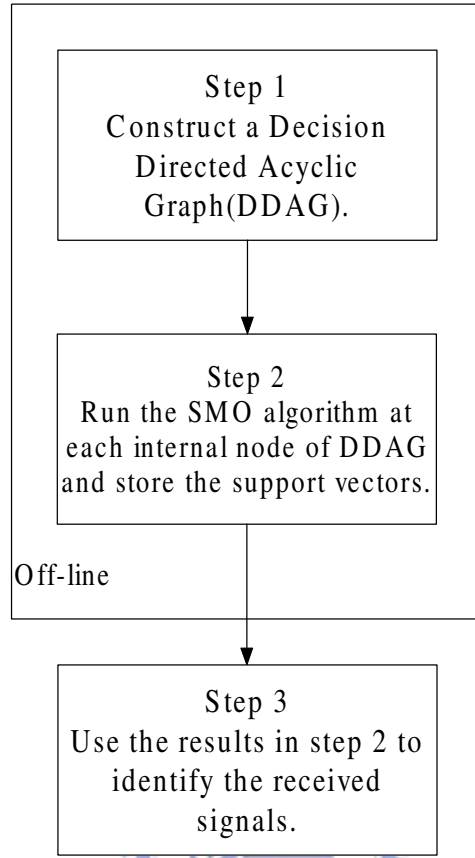 Step 1
Construct a Decision
Directed Acyclic
Graph(DDAG).
Step 2
Run the SMO algorithm at
each internal node of DDAG
and store the support vectors.
Off-line
Step 3
Use the results in step 2 to
identify the received
signals.